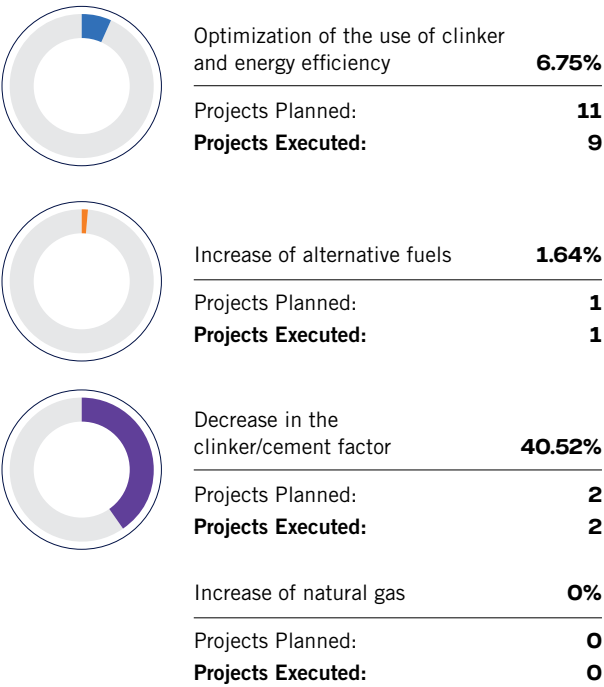 Optimization of the use of clinker
and energy efficiency 6.75%
Projects Planned: 11
Projects Executed: 9
Increase of alternative fuels 1.64%
Projects Planned: 1
Projects Executed: 1
Decrease in the
clinker/cement factor 40.52%
Projects Planned: 2
Projects Executed: 2
Increase of natural gas 0%
Projects Planned: 0
Projects Executed: 0